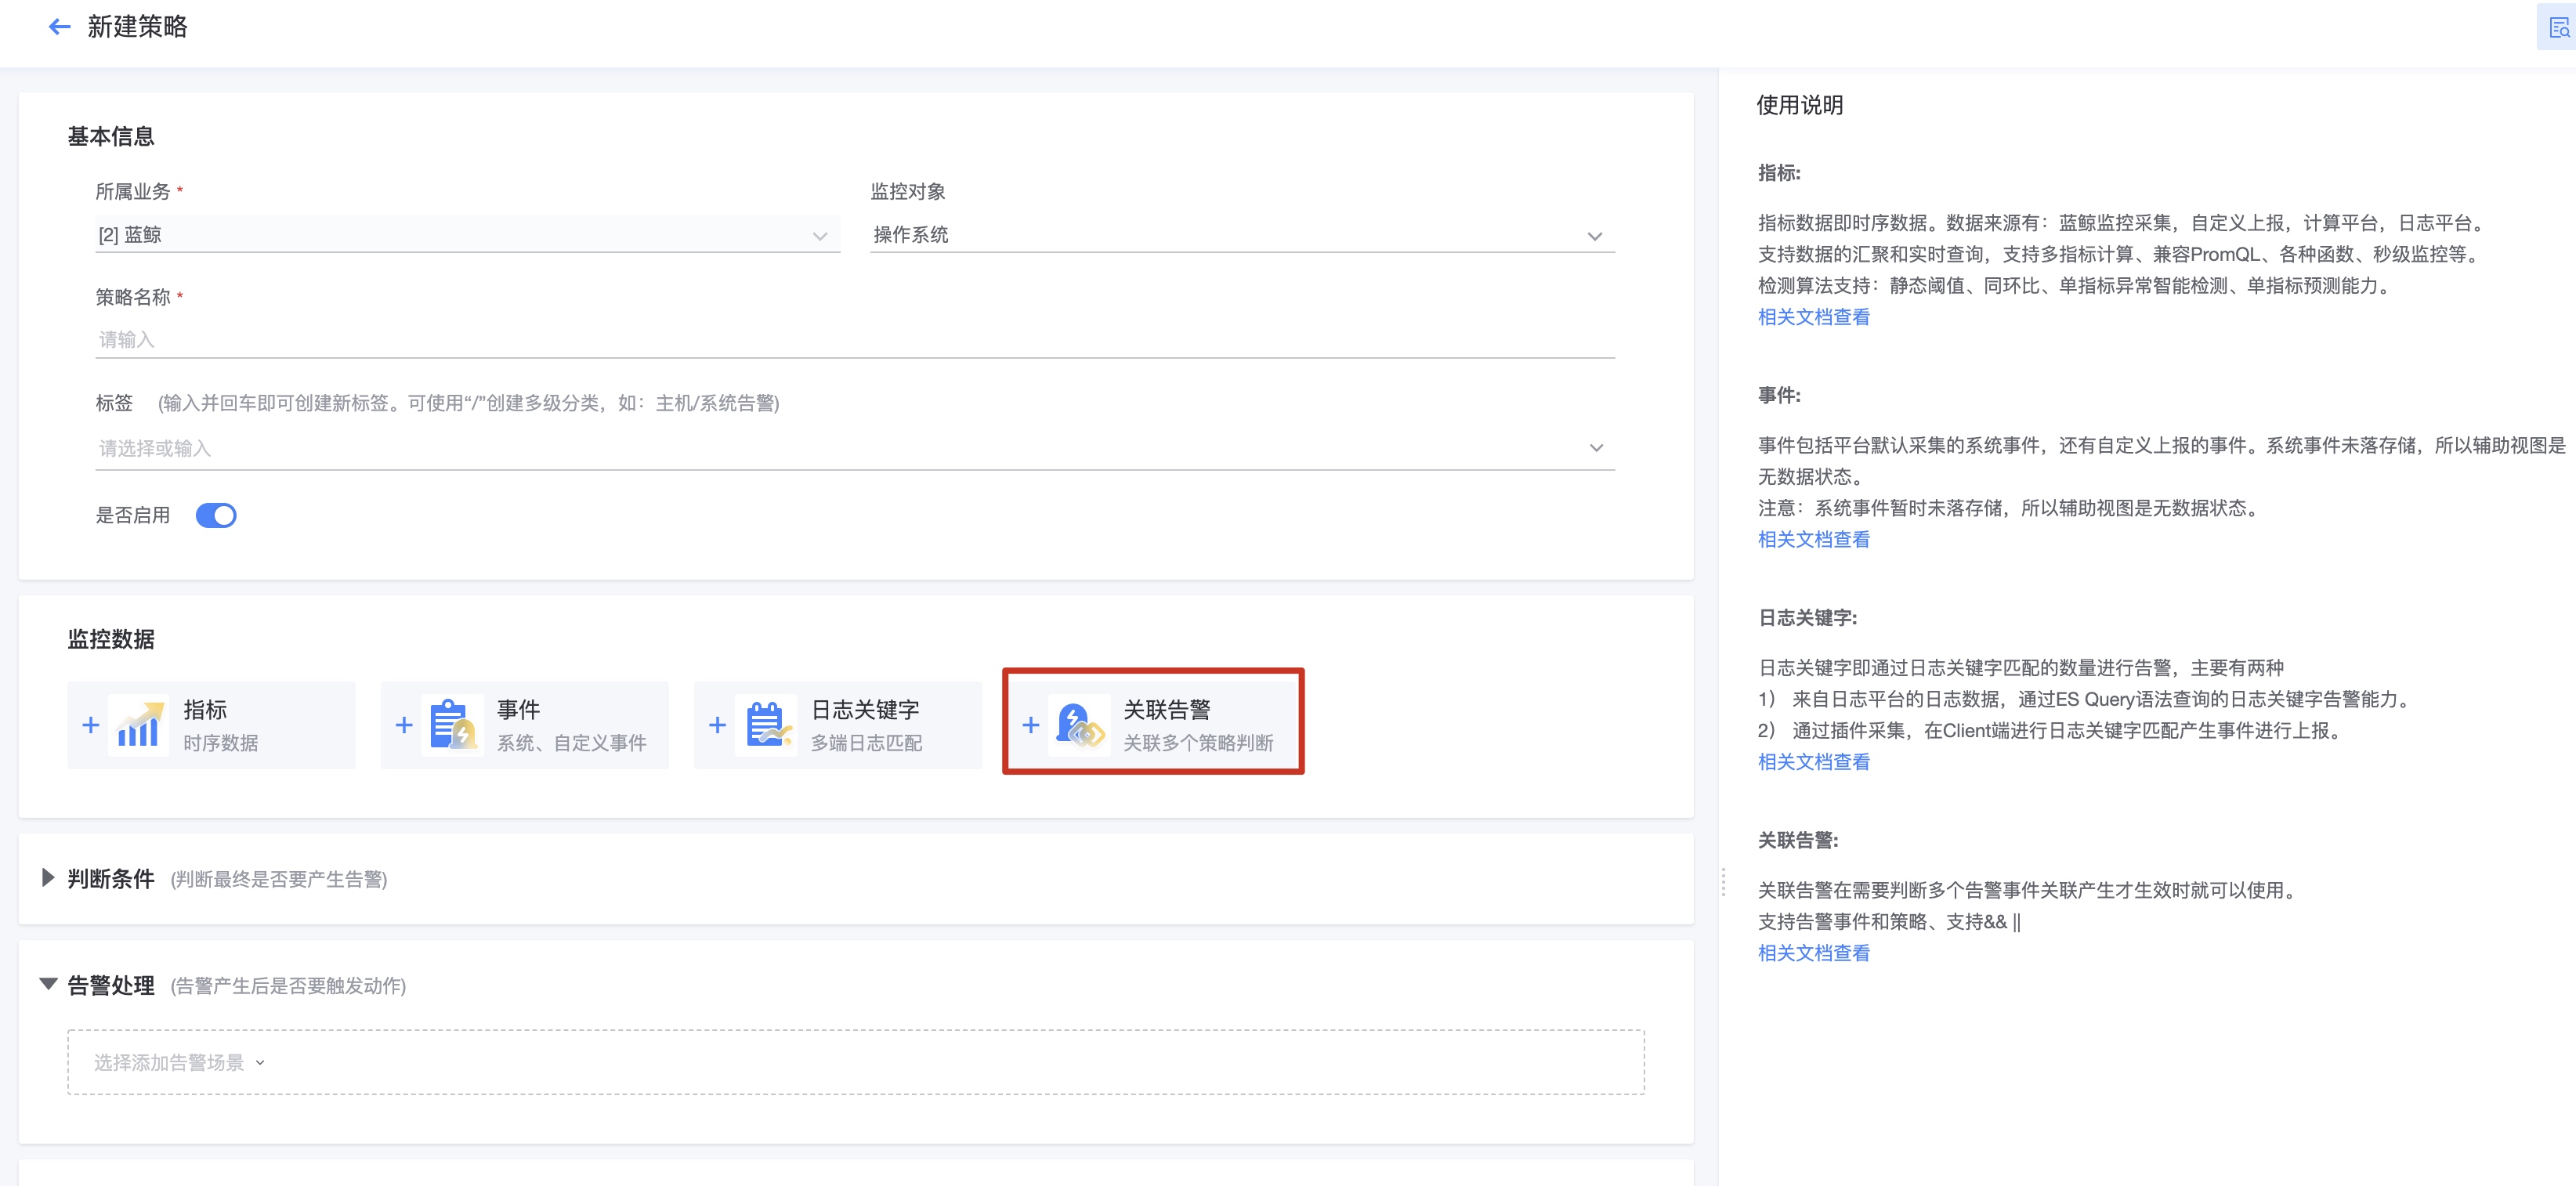 新建策略
基本信息
所属业务 *
监控对象
[2] 蓝鲸
操作系统
策略名称 *
请输入
标签 (输入并回车即可创建新标签。可使用“/”创建多级分类，如：主机/系统告警)
请选择或输入
是否启用
监控数据
指标
时序数据
事件
系统、自定义事件
日志关键字
多端日志匹配
关联告警
关联多个策略判断
判断条件 (判断最终是否要产生告警)
告警处理 (告警产生后是否要触发动作)
选择添加告警场景
使用说明
指标:
指标数据即时序数据。数据来源有：蓝鲸监控采集，自定义上报，计算平台，日志平台。
支持数据的汇聚和实时查询，支持多指标计算、兼容PromQL、各种函数、秒级监控等。
检测算法支持：静态阈值、同环比、单指标异常智能检测、单指标预测能力。
相关文档查看
事件:
事件包括平台默认采集的系统事件，还有自定义上报的事件。系统事件未落存储，所以辅助视图是
无数据状态。
注意：系统事件暂时未落存储，所以辅助视图是无数据状态。
相关文档查看
日志关键字:
日志关键字即通过日志关键字匹配的数量进行告警，主要有两种
1） 来自日志平台的日志数据，通过ES Query语法查询的日志关键字告警能力。
2） 通过插件采集，在Client端进行日志关键字匹配产生事件进行上报。
相关文档查看
关联告警:
关联告警在需要判断多个告警事件关联产生才生效时就可以使用。
支持告警事件和策略、支持&& ||
相关文档查看